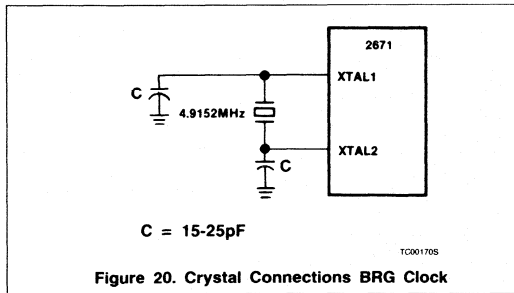 2671
XTAL1
C
4.9152MHz
XTAL2
C
C = 15-25pF
TC00170S
Figure 20. Crystal Connections BRG Clock